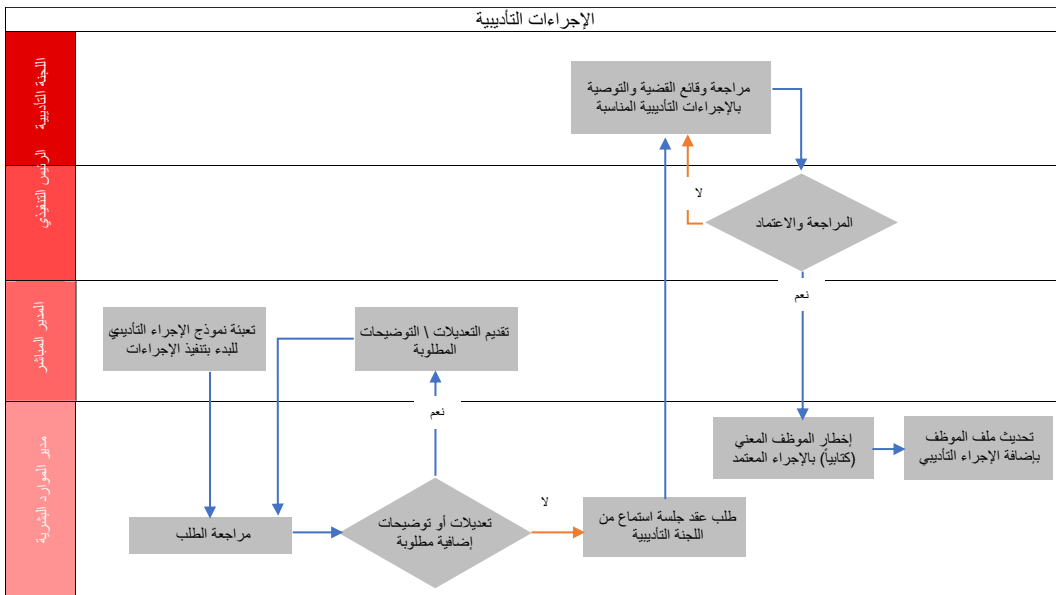 الإجراءات التأديبية
اللجنة التأديبية
مراجعة وقائع القضية والتوصية
بالإجراءات التأديبية المناسبة
الرئيس التنفيذي
لا
المراجعة والاعتماد
نعم
المدير المباشر
تعبئة نموذج الإجراء التأديبي
للبدء بتنفيذ الإجراءات
تقديم التعديلات \ التوضيحات
المطلوبة
نعم
مدير الموارد البشرية
مراجعة الطلب
تعديلات أو توضيحات
إضافية مطلوبة
لا
طلب عقد جلسة استماع من
اللجنة التأديبية
إخطار الموظف المعني
(كتابياً) بالإجراء المعتمد
تحديث ملف الموظف
بإضافة الإجراء التأديبي